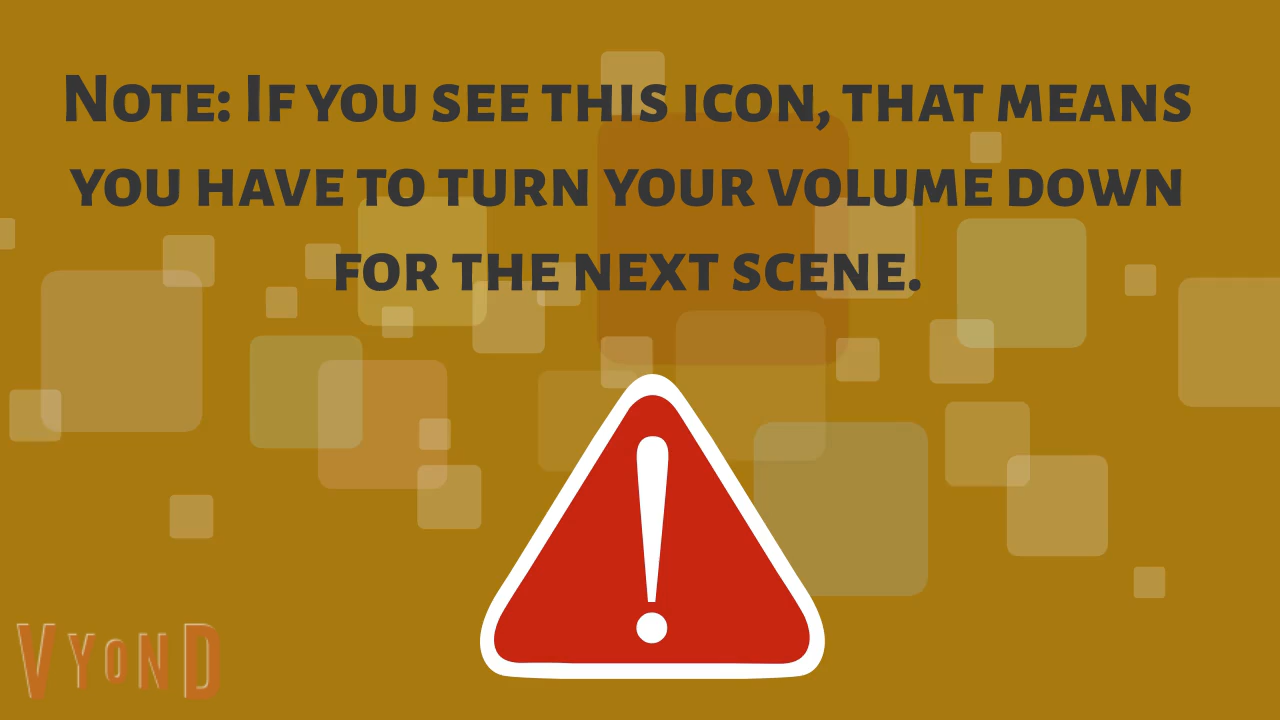 Note: If you see this icon, that means
you have to turn your volume down
for the next scene.
!
Vyond